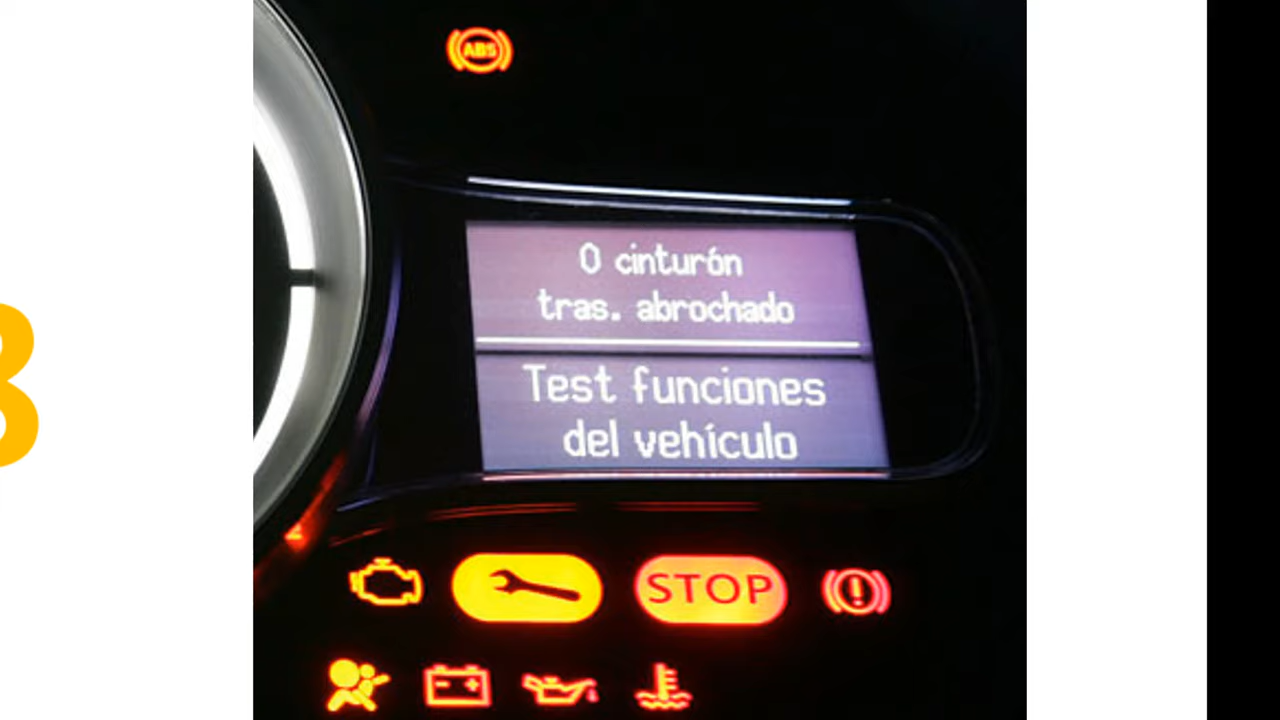 ABS
0 cinturón
tras. abrochado
Test funciones
del vehículo
STOP